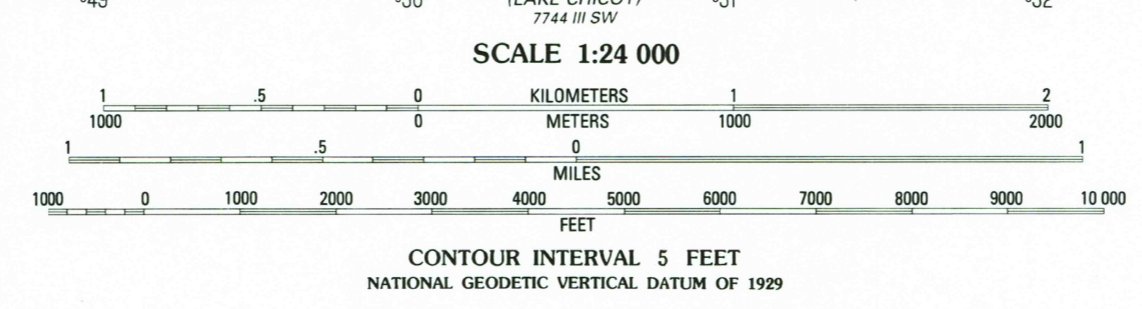 7744 III SW
SCALE 1:24 000
1 .5 0 KILOMETERS 1 2
1000 0 METERS 1000 2000
1 .5 0 1
MILES
1000 0 1000 2000 3000 4000 5000 6000 7000 8000 9000 10 000
FEET
CONTOUR INTERVAL 5 FEET
NATIONAL GEODETIC VERTICAL DATUM OF 1929